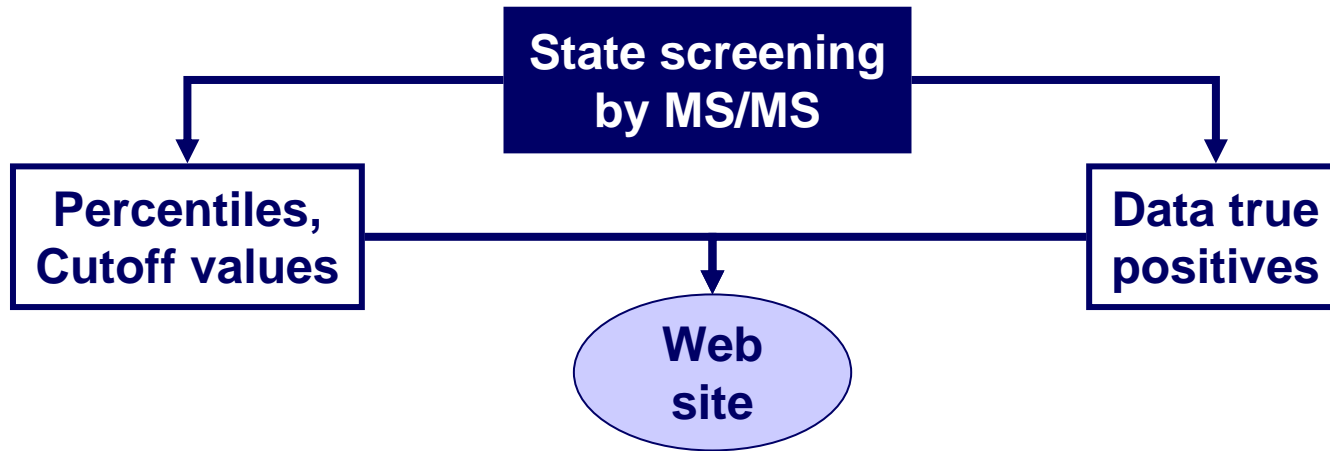 State screening
by MS/MS
Percentiles,
Cutoff values
Data true
positives
Web
site